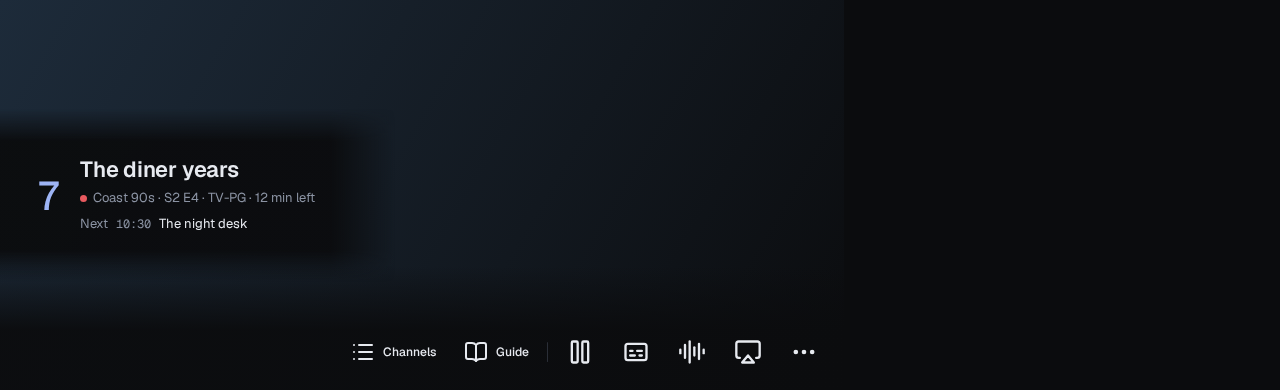 7
The diner years
Coast 90s · S2 E4 · TV-PG · 12 min left
Next 10:30 The night desk
Channels Guide